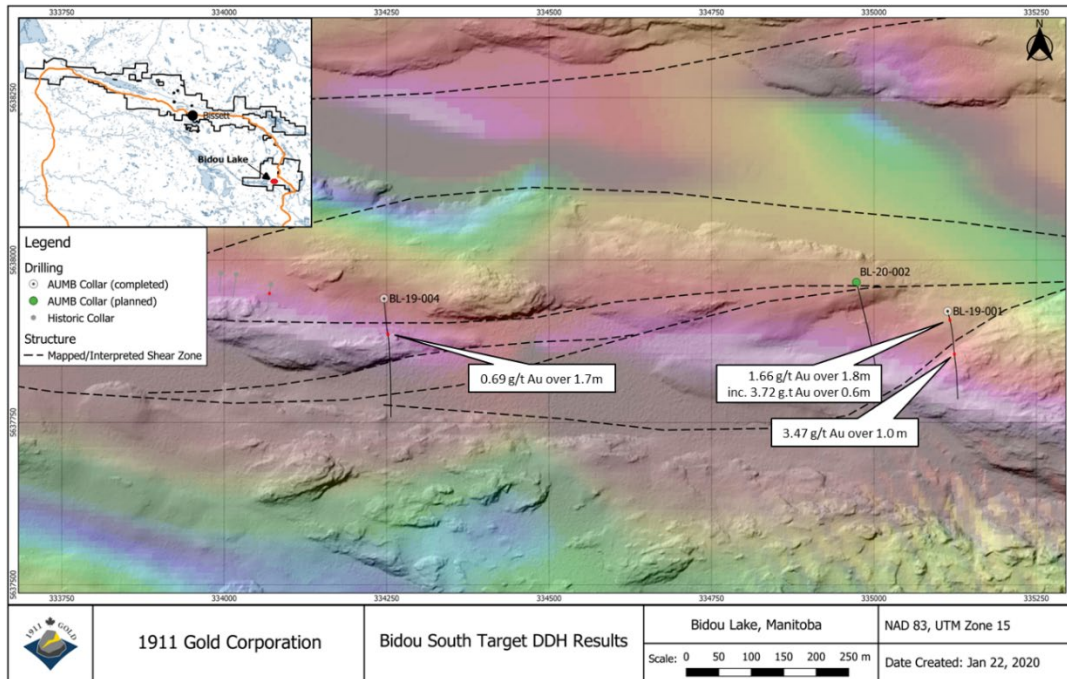 333750 334000 334250 334500 334750 335000 335250
N
5638250
5638000
5637750
5637500
Bissett
Bidou Lake
Legend
Drilling
AUMB Collar (completed)
AUMB Collar (planned)
Historic Collar
Structure
Mapped/Interpreted Shear Zone
BL-19-004
BL-20-002
BL-19-001
0.69 g/t Au over 1.7m
1.66 g/t Au over 1.8m
inc. 3.72 g.t Au over 0.6m
3.47 g/t Au over 1.0 m
5638250
5638000
5637750
5637500
333750 334000 334250 334500 334750 335000 335250
1911 GOLD
1911 Gold Corporation
Bidou South Target DDH Results
Bidou Lake, Manitoba
Scale: 0 50 100 150 200 250 m
NAD 83, UTM Zone 15
Date Created: Jan 22, 2020